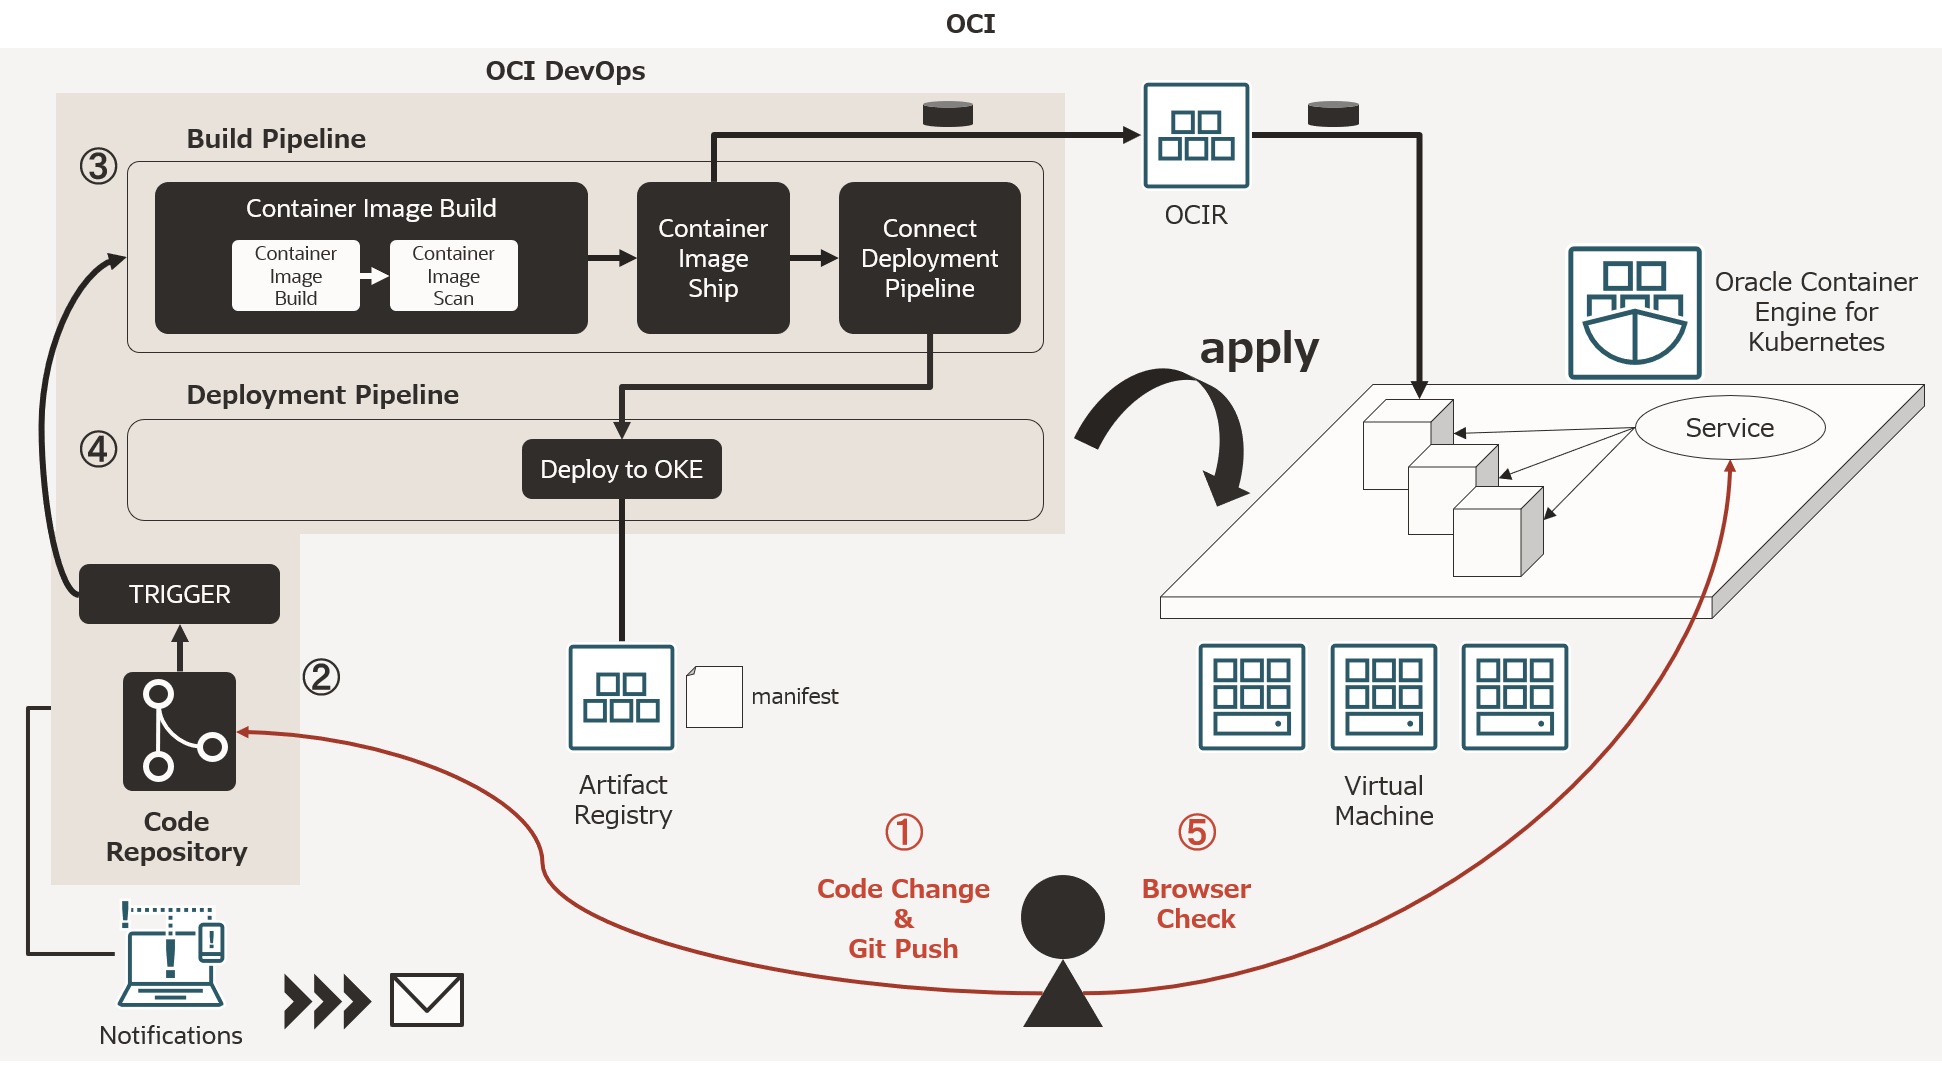 OCI
OCI DevOps
Build Pipeline
③
Container Image Build
Container
Image
Build
Container
Image
Scan
Container
Image
Ship
Connect
Deployment
Pipeline
OCIR
Oracle Container
Engine for
Kubernetes
apply
Deployment Pipeline
④
Deploy to OKE
Service
TRIGGER
②
Code
Repository
manifest
Artifact
Registry
Virtual
Machine
①
Code Change
&
Git Push
⑤
Browser
Check
!
!
!
Notifications